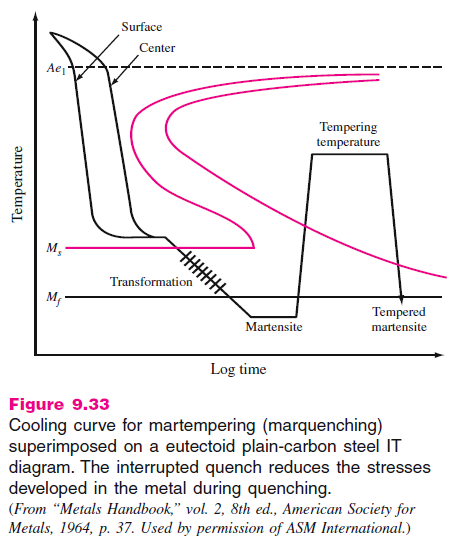 Surface
Center
Ae1
Tempering
temperature
Temperature
Ms
Transformation
Mf
Martensite
Tempered
martensite
Log time
Figure 9.33
Cooling curve for martempering (marquenching)
superimposed on a eutectoid plain-carbon steel IT
diagram. The interrupted quench reduces the stresses
developed in the metal during quenching.
(From “Metals Handbook,” vol. 2, 8th ed., American Society for
Metals, 1964, p. 37. Used by permission of ASM International.)